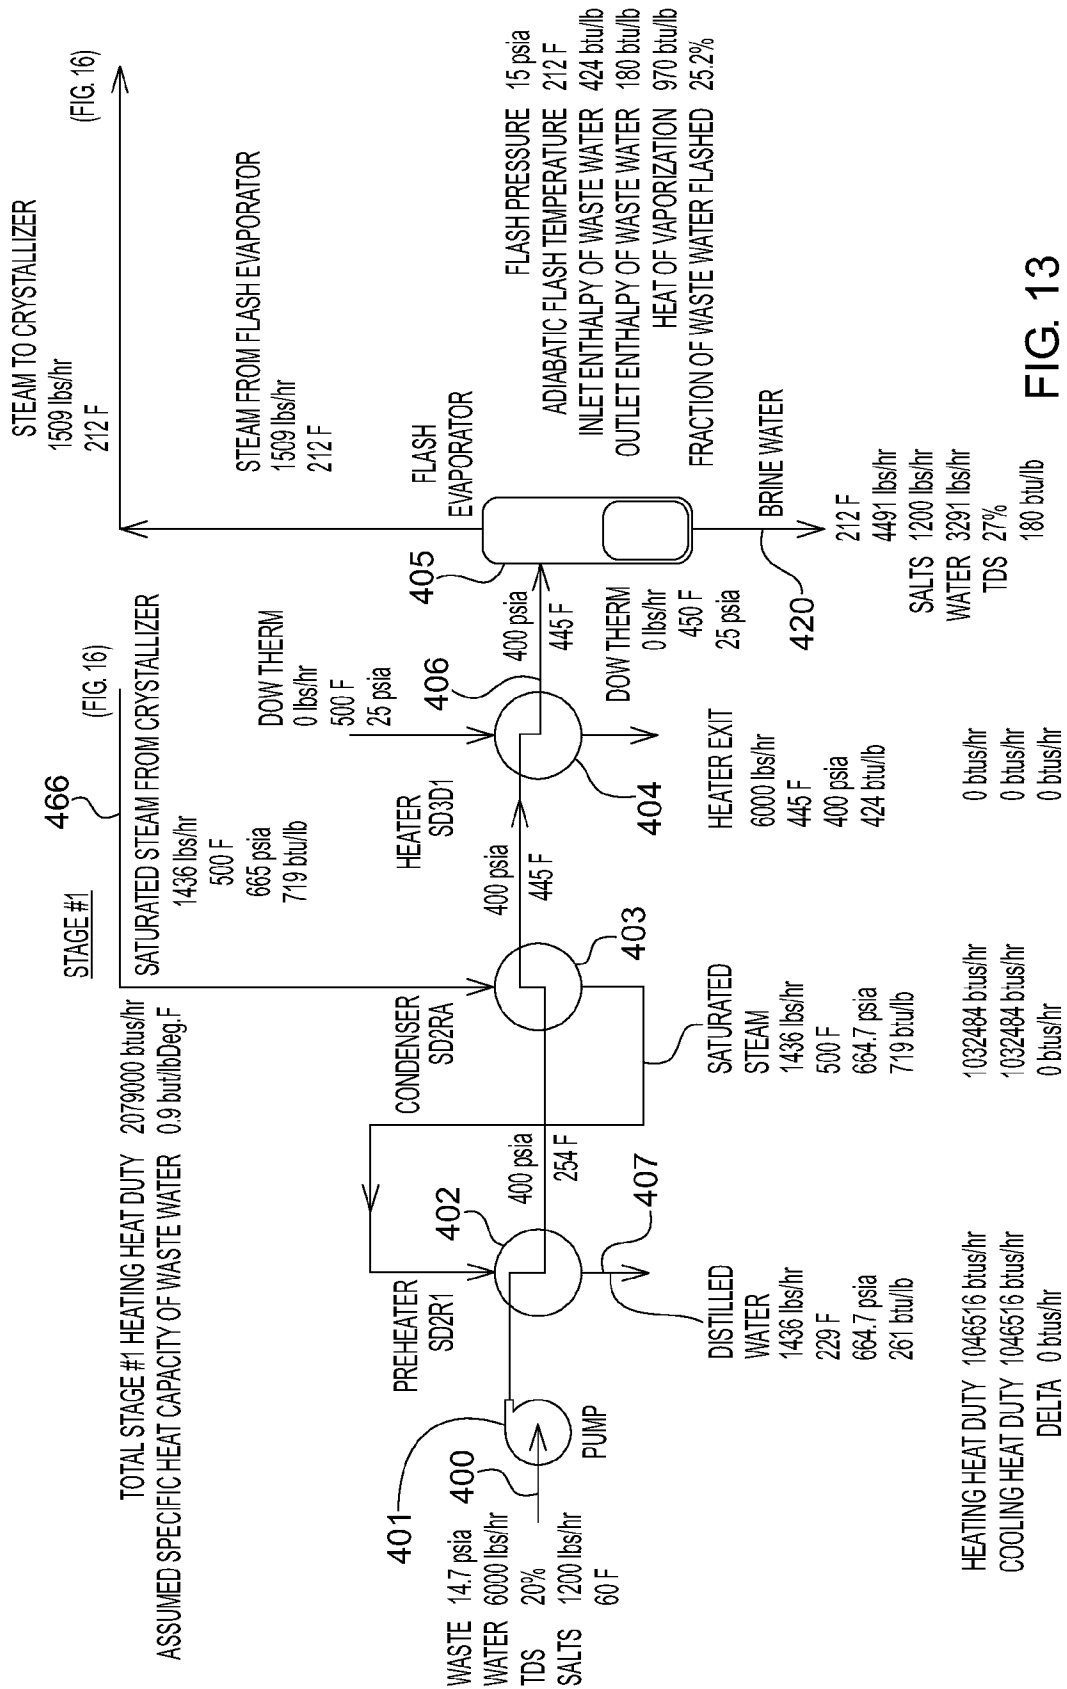 STAGE #1
TOTAL STAGE #1 HEATING HEAT DUTY 2079000 btus/hr
ASSUMED SPECIFIC HEAT CAPACITY OF WASTE WATER 0.9 but/lbDeg.F
466
(FIG. 16)
SATURATED STEAM FROM CRYSTALLIZER
1436 lbs/hr
500 F
665 psia
719 btu/lb
STEAM TO CRYSTALLIZER
1509 lbs/hr
212 F
(FIG. 16)
STEAM FROM FLASH EVAPORATOR
1509 lbs/hr
212 F
WASTE WATER
14.7 psia
6000 lbs/hr
TDS 20%
SALTS 1200 lbs/hr
60 F
400
401
PUMP
PREHEATER
SD2R1
402
400 psia
254 F
407
DISTILLED
WATER
1436 lbs/hr
229 F
664.7 psia
261 btu/lb
CONDENSER
SD2RA
403
400 psia
445 F
SATURATED
STEAM
1436 lbs/hr
500 F
664.7 psia
719 btu/lb
DOW THERM
0 lbs/hr
500 F
25 psia
HEATER
SD3D1
404
406
400 psia
445 F
DOW THERM
0 lbs/hr
450 F
25 psia
HEATER EXIT
6000 lbs/hr
445 F
400 psia
424 btu/lb
FLASH
EVAPORATOR
405
FLASH PRESSURE 15 psia
ADIABATIC FLASH TEMPERATURE 212 F
INLET ENTHALPY OF WASTE WATER 424 btu/lb
OUTLET ENTHALPY OF WASTE WATER 180 btu/lb
HEAT OF VAPORIZATION 970 btu/lb
FRACTION OF WASTE WATER FLASHED 25.2%
420
BRINE WATER
212 F
4491 lbs/hr
SALTS 1200 lbs/hr
WATER 3291 lbs/hr
TDS 27%
180 btu/lb
HEATING HEAT DUTY 1046516 btus/hr 1032484 btus/hr 0 btus/hr
COOLING HEAT DUTY 1046516 btus/hr 1032484 btus/hr 0 btus/hr
DELTA 0 btus/hr 0 btus/hr 0 btus/hr
FIG. 13